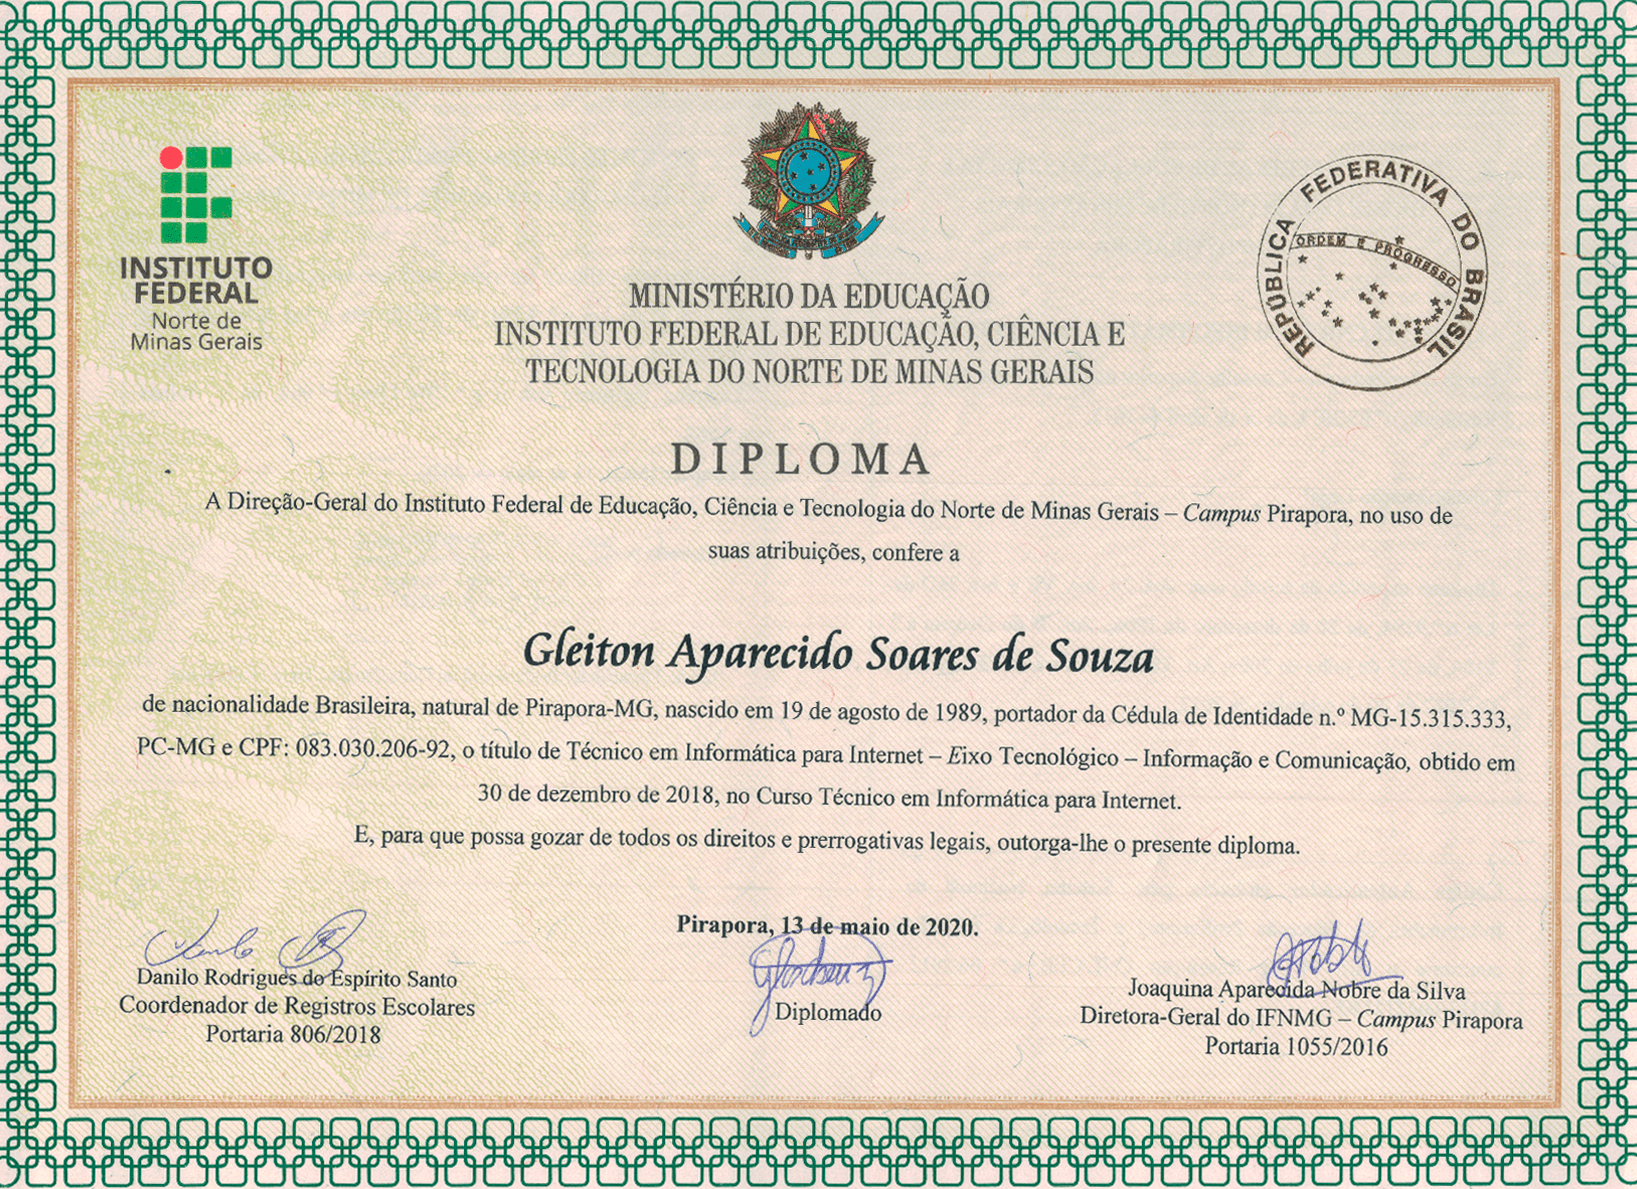 INSTITUTO
FEDERAL
Norte de
Minas Gerais
REPÚBLICA FEDERATIVA DO BRASIL
ORDEM E PROGRESSO
MINISTÉRIO DA EDUCAÇÃO
INSTITUTO FEDERAL DE EDUCAÇÃO, CIÊNCIA E
TECNOLOGIA DO NORTE DE MINAS GERAIS
DIPLOMA
A Direção-Geral do Instituto Federal de Educação, Ciência e Tecnologia do Norte de Minas Gerais – Campus Pirapora, no uso de
suas atribuições, confere a
Gleiton Aparecido Soares de Souza
de nacionalidade Brasileira, natural de Pirapora-MG, nascido em 19 de agosto de 1989, portador da Cédula de Identidade n.º MG-15.315.333,
PC-MG e CPF: 083.030.206-92, o título de Técnico em Informática para Internet – Eixo Tecnológico – Informação e Comunicação, obtido em
30 de dezembro de 2018, no Curso Técnico em Informática para Internet.
E, para que possa gozar de todos os direitos e prerrogativas legais, outorga-lhe o presente diploma.
Pirapora, 13 de maio de 2020.
Danilo Rodrigues do Espírito Santo
Coordenador de Registros Escolares
Portaria 806/2018
Diplomado
Joaquina Aparecida Nobre da Silva
Diretora-Geral do IFNMG – Campus Pirapora
Portaria 1055/2016